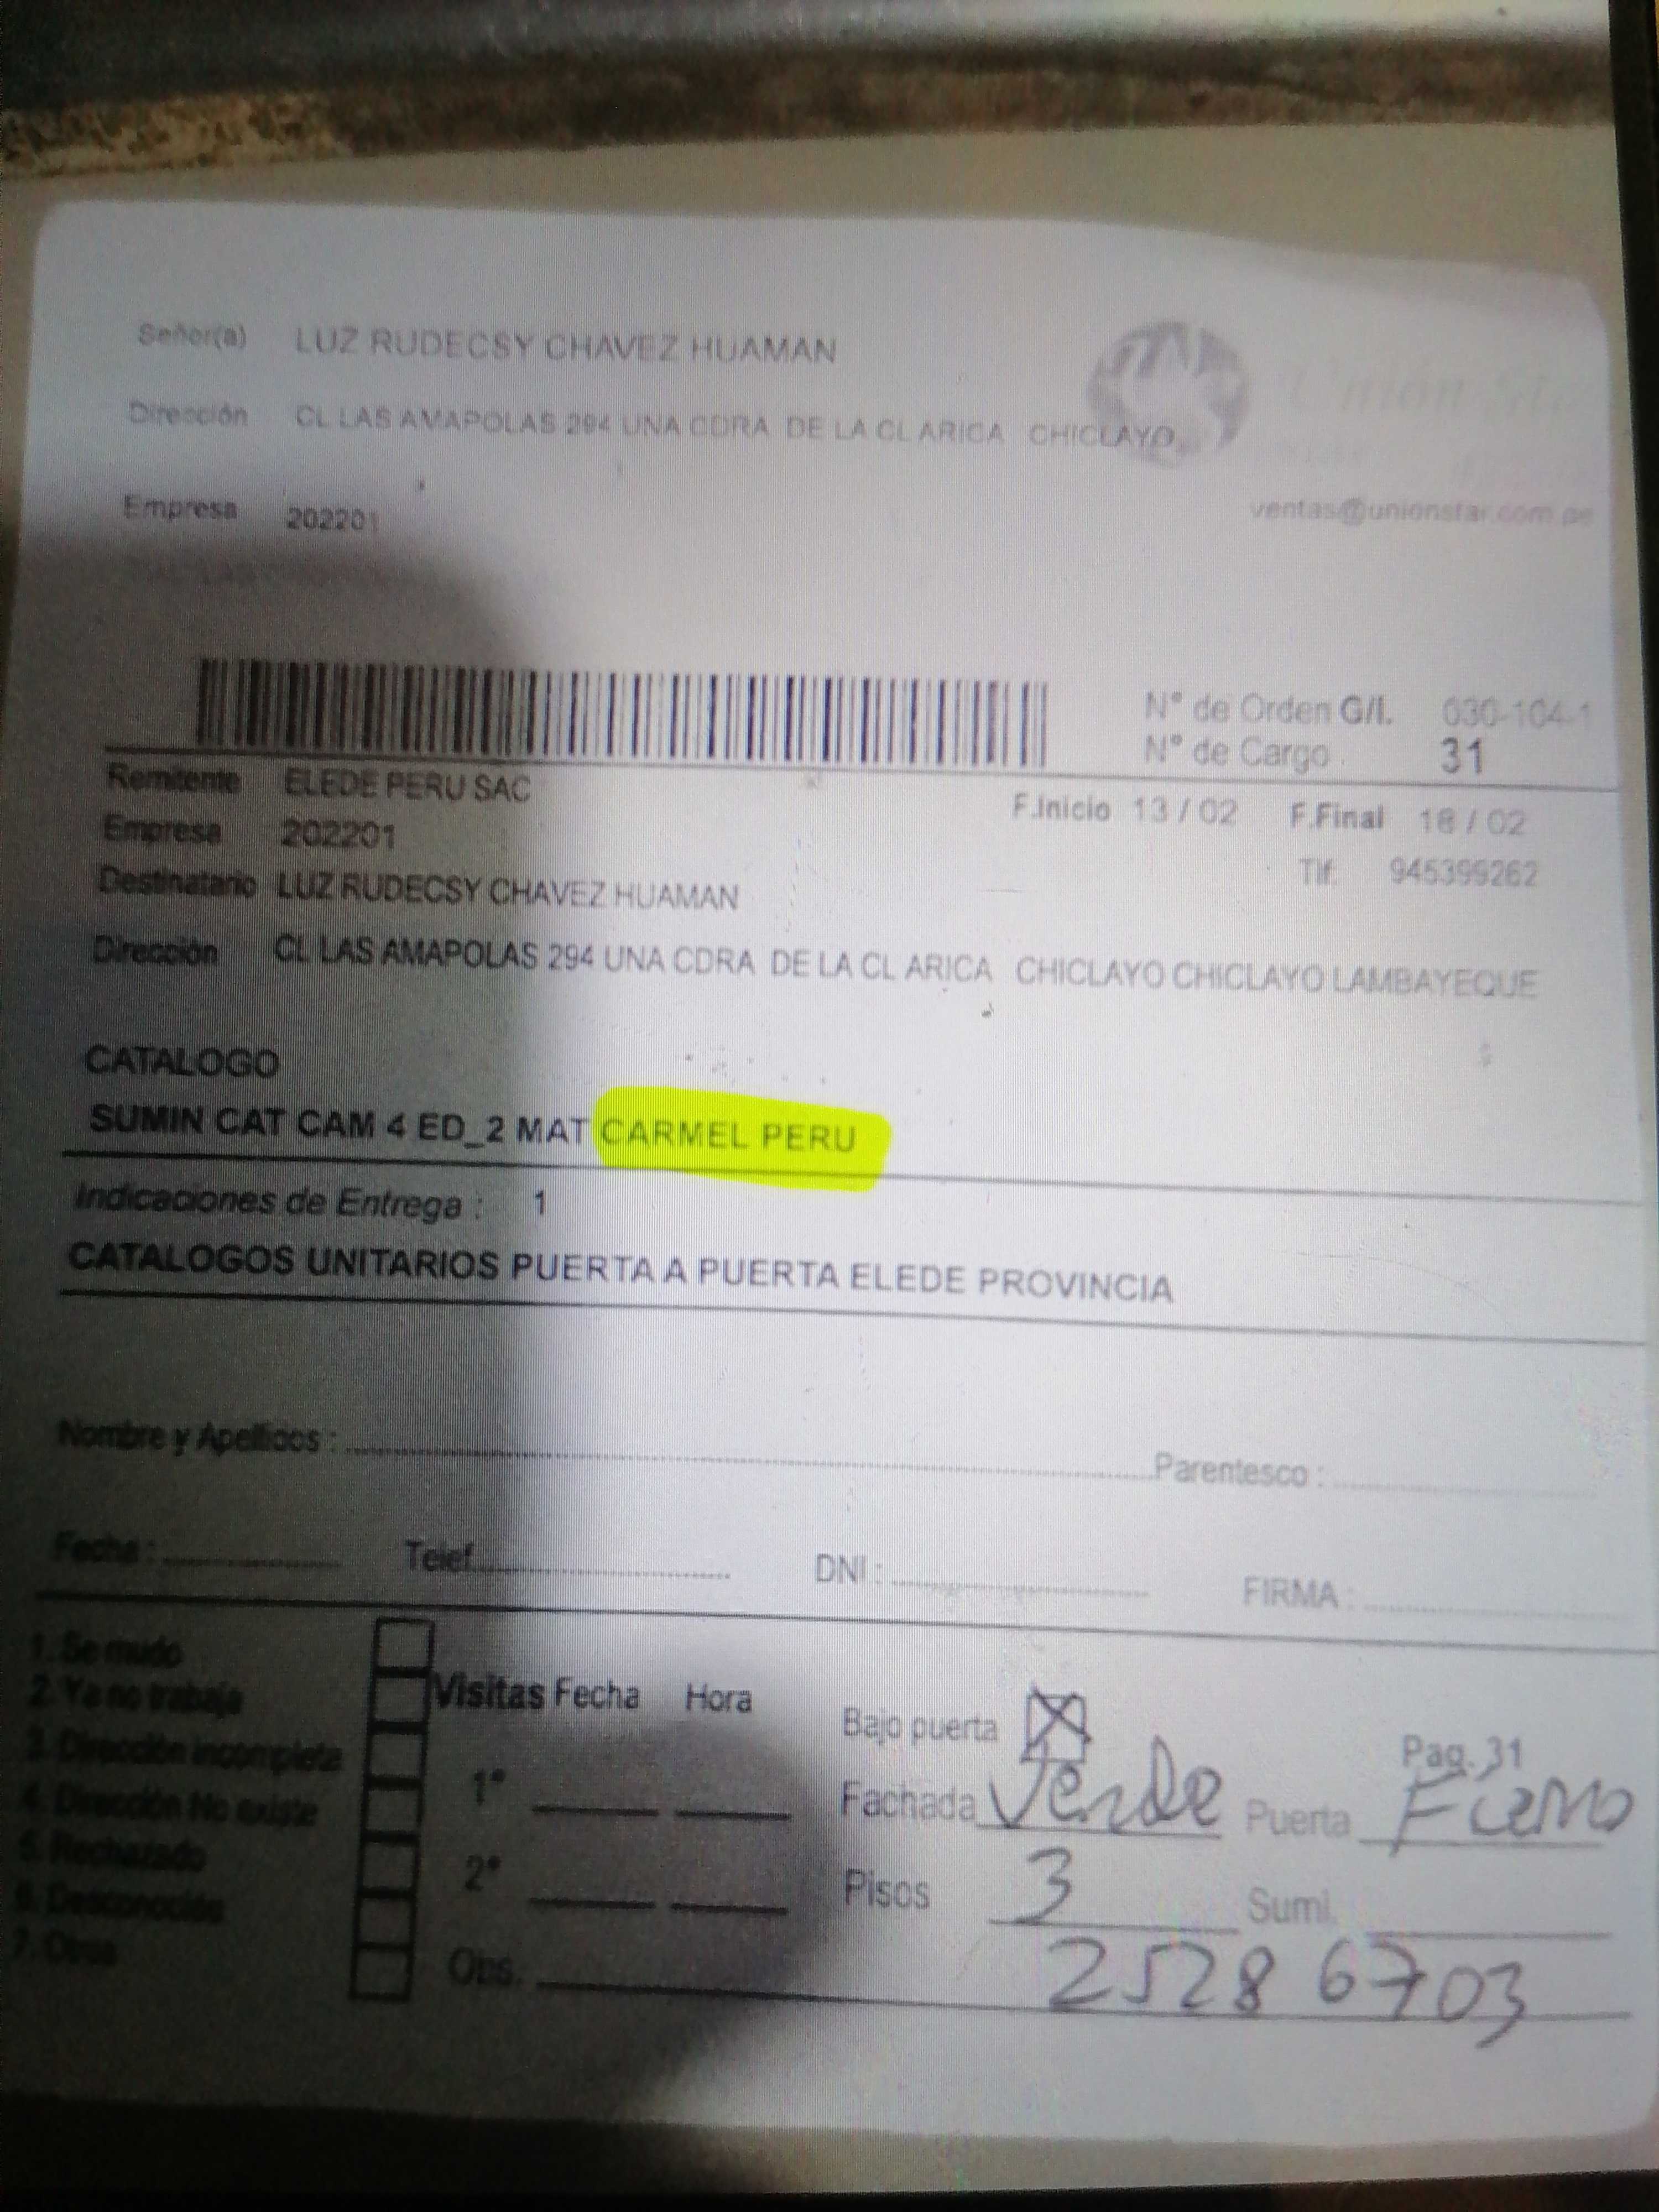 Señor(a) LUZ RUDECSY CHAVEZ HUAMAN
Dirección CL LAS AMAPOLAS 294 UNA CDRA DE LA CL ARICA CHICLAYO
Unión
Empresa 202201
ventas@unionstar.com.pe
N° de Orden G/I. 030-104-1
N° de Cargo. 31
Remitente ELEDE PERU SAC
F.Inicio 13 / 02 F.Final 18 / 02
Empresa 202201
Tlf: 945399262
Destinatario LUZ RUDECSY CHAVEZ HUAMAN
Dirección CL LAS AMAPOLAS 294 UNA CDRA DE LA CL ARICA CHICLAYO CHICLAYO LAMBAYEQUE
CATALOGO
SUMIN CAT CAM 4 ED_2 MAT CARMEL PERU
Indicaciones de Entrega : 1
CATALOGOS UNITARIOS PUERTA A PUERTA ELEDE PROVINCIA
Nombre y Apellidos : Parentesco :
Fecha : Telef. DNI : FIRMA :
1. Se mudo
2. Ya no trabaja
3. Dirección incompleta
4. Dirección No existe
5. Rechazado
6. Desconocido
7. Otros
Visitas Fecha Hora
1°
2°
Obs.
Bajo puerta X Pag. 31
Fachada Verde Puerta Fierro
Pisos 3 Sumi.
25286703